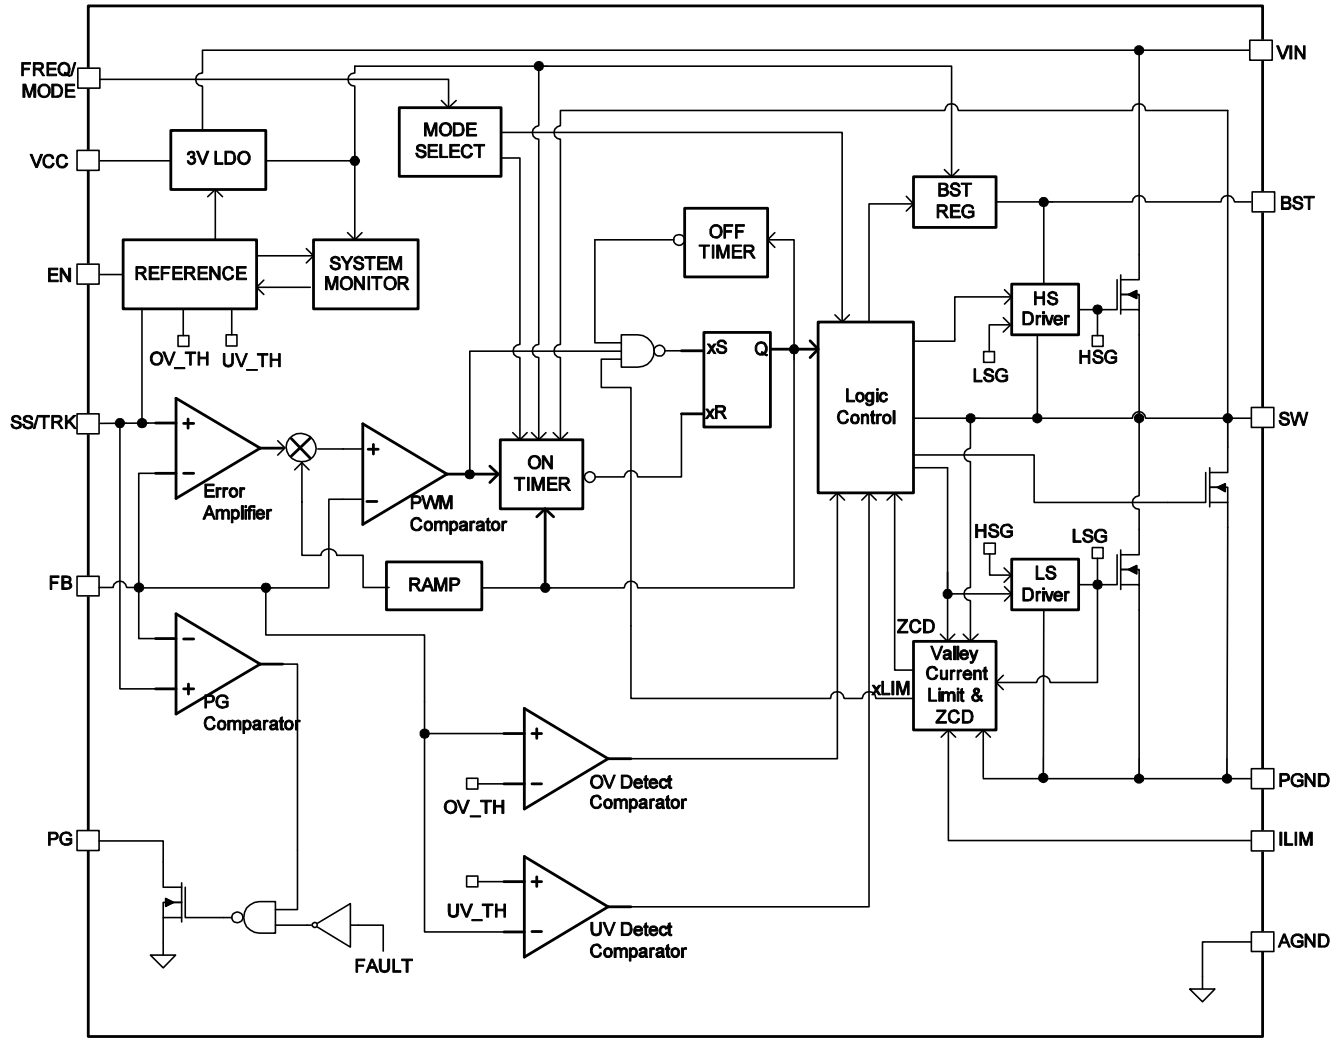 FREQ/
MODE
VIN
VCC
3V LDO
MODE
SELECT
BST
REG
BST
EN
REFERENCE
SYSTEM
MONITOR
OFF
TIMER
HS
Driver
OV_TH
UV_TH
LSG
HSG
xS
Q
xR
Logic
Control
SS/TRK
+
−
Error
Amplifier
+
−
PWM
Comparator
ON
TIMER
SW
HSG
LSG
FB
RAMP
LS
Driver
ZCD
−
+
PG
Comparator
Valley
Current
Limit &
ZCD
xLIM
+
−
OV_TH
OV Detect
Comparator
PGND
PG
ILIM
+
−
UV_TH
UV Detect
Comparator
FAULT
AGND